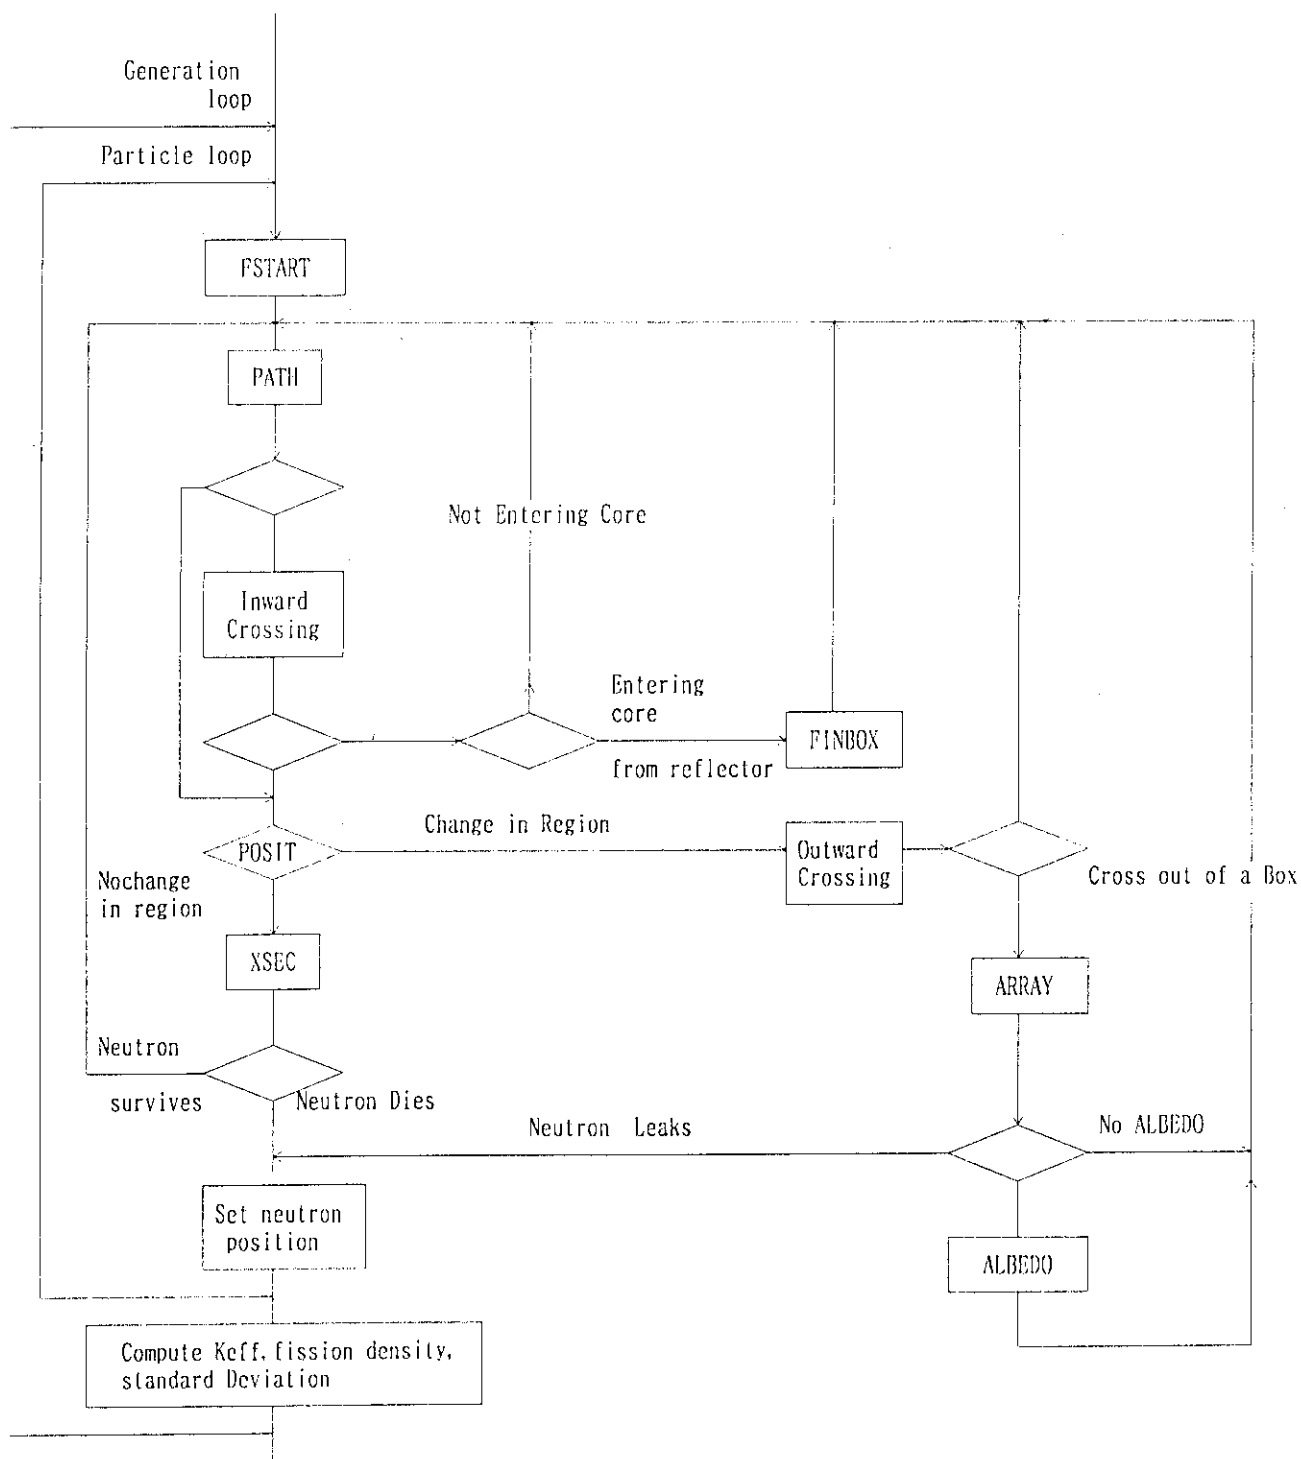 Generation
loop
Particle loop
FSTART
PATH
Not Entering Core
Inward
Crossing
Entering
core
from reflector
FINBOX
Change in Region
POSIT
Outward
Crossing
Nochange
in region
Cross out of a Box
XSEC
ARRAY
Neutron
survives
Neutron Dies
Neutron Leaks
No ALBEDO
Set neutron
position
ALBEDO
Compute Keff, fission density,
standard Deviation